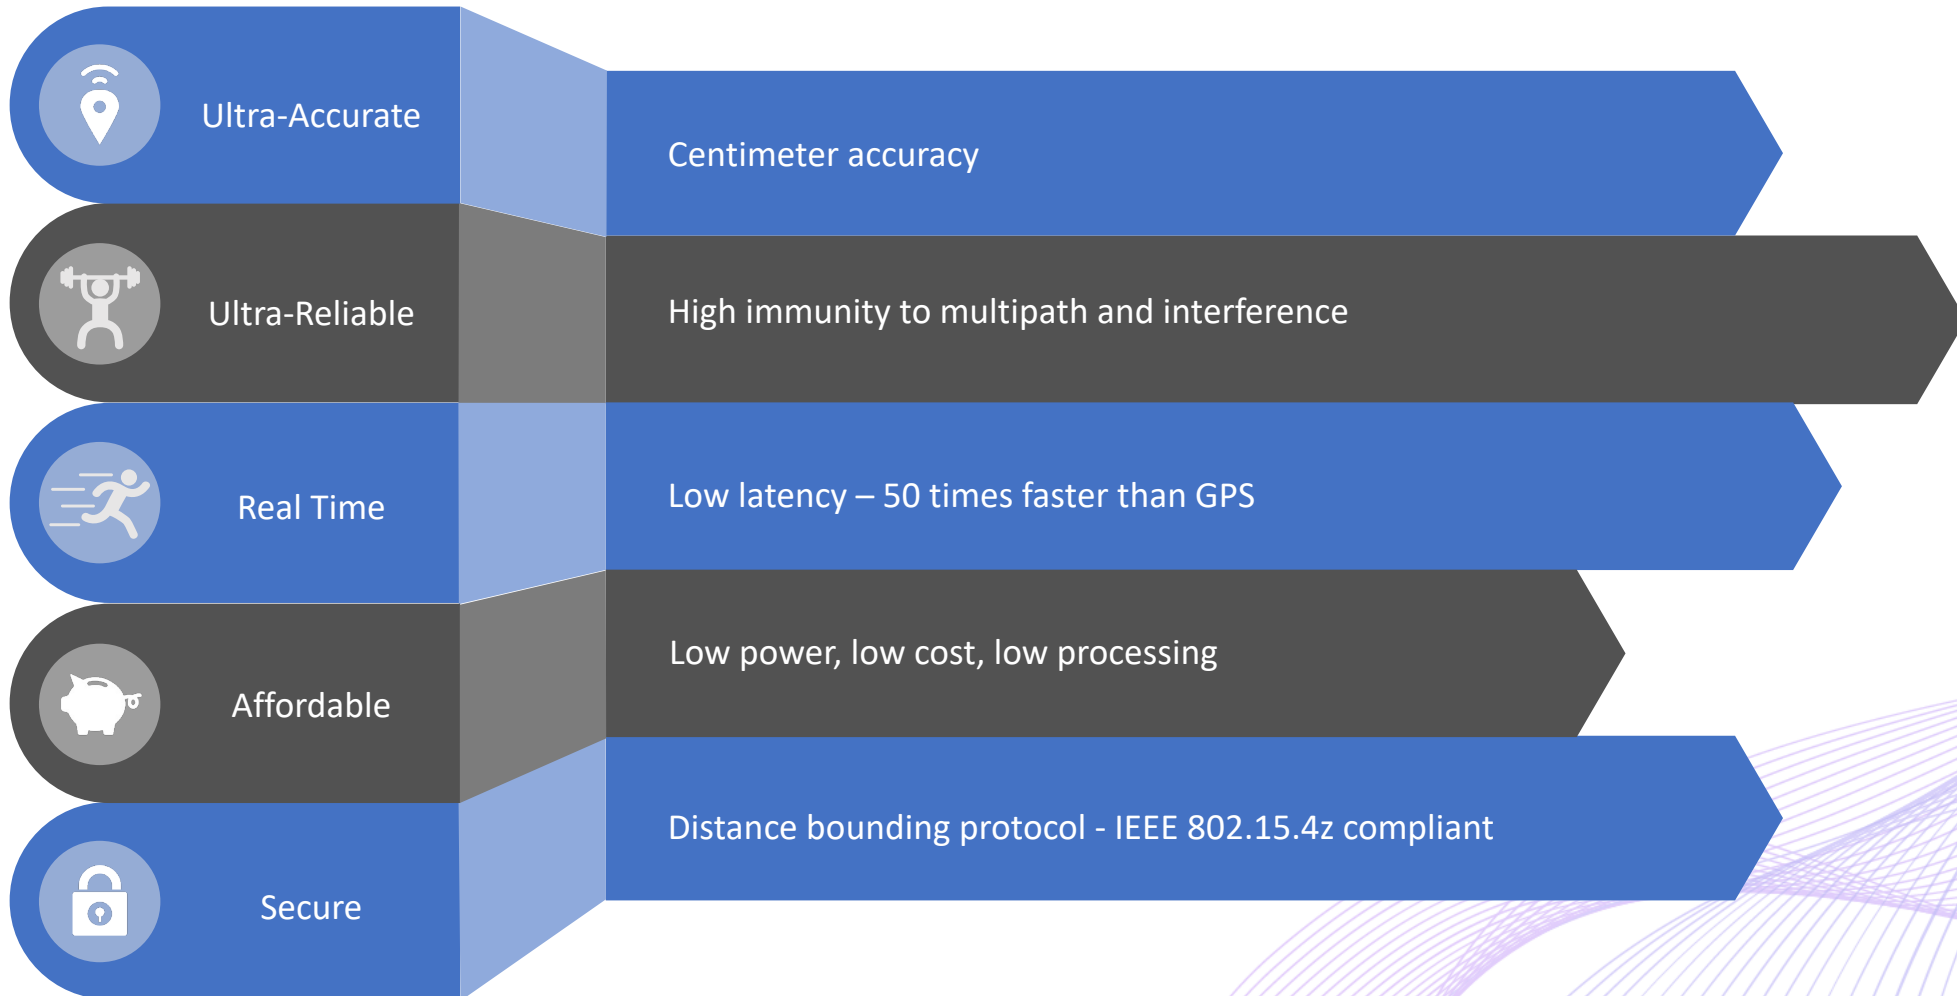 Ultra-Accurate
Centimeter accuracy
Ultra-Reliable
High immunity to multipath and interference
Real Time
Low latency – 50 times faster than GPS
Affordable
Low power, low cost, low processing
Secure
Distance bounding protocol - IEEE 802.15.4z compliant